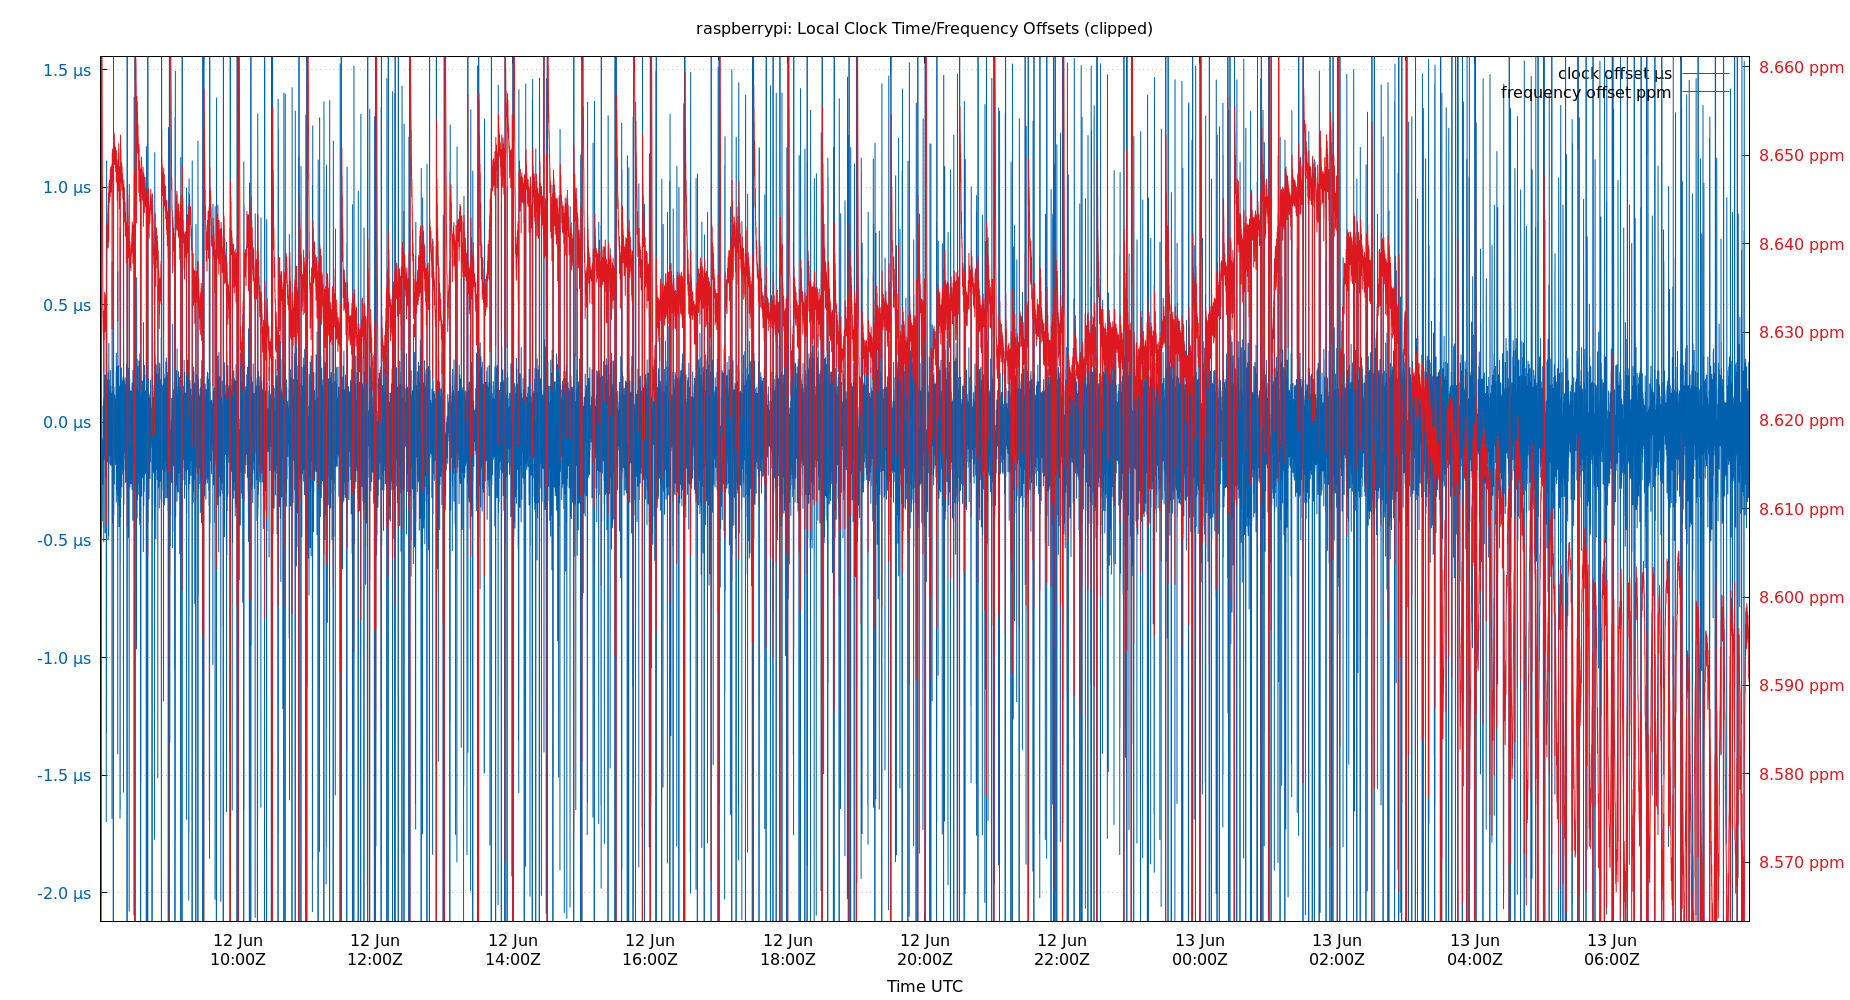 raspberrypi: Local Clock Time/Frequency Offsets (clipped)
clock offset µs
frequency offset ppm
1.5 µs
1.0 µs
0.5 µs
0.0 µs
-0.5 µs
-1.0 µs
-1.5 µs
-2.0 µs
8.660 ppm
8.650 ppm
8.640 ppm
8.630 ppm
8.620 ppm
8.610 ppm
8.600 ppm
8.590 ppm
8.580 ppm
8.570 ppm
12 Jun 12 Jun 12 Jun 12 Jun 12 Jun 12 Jun 12 Jun 13 Jun 13 Jun 13 Jun 13 Jun
10:00Z 12:00Z 14:00Z 16:00Z 18:00Z 20:00Z 22:00Z 00:00Z 02:00Z 04:00Z 06:00Z
Time UTC